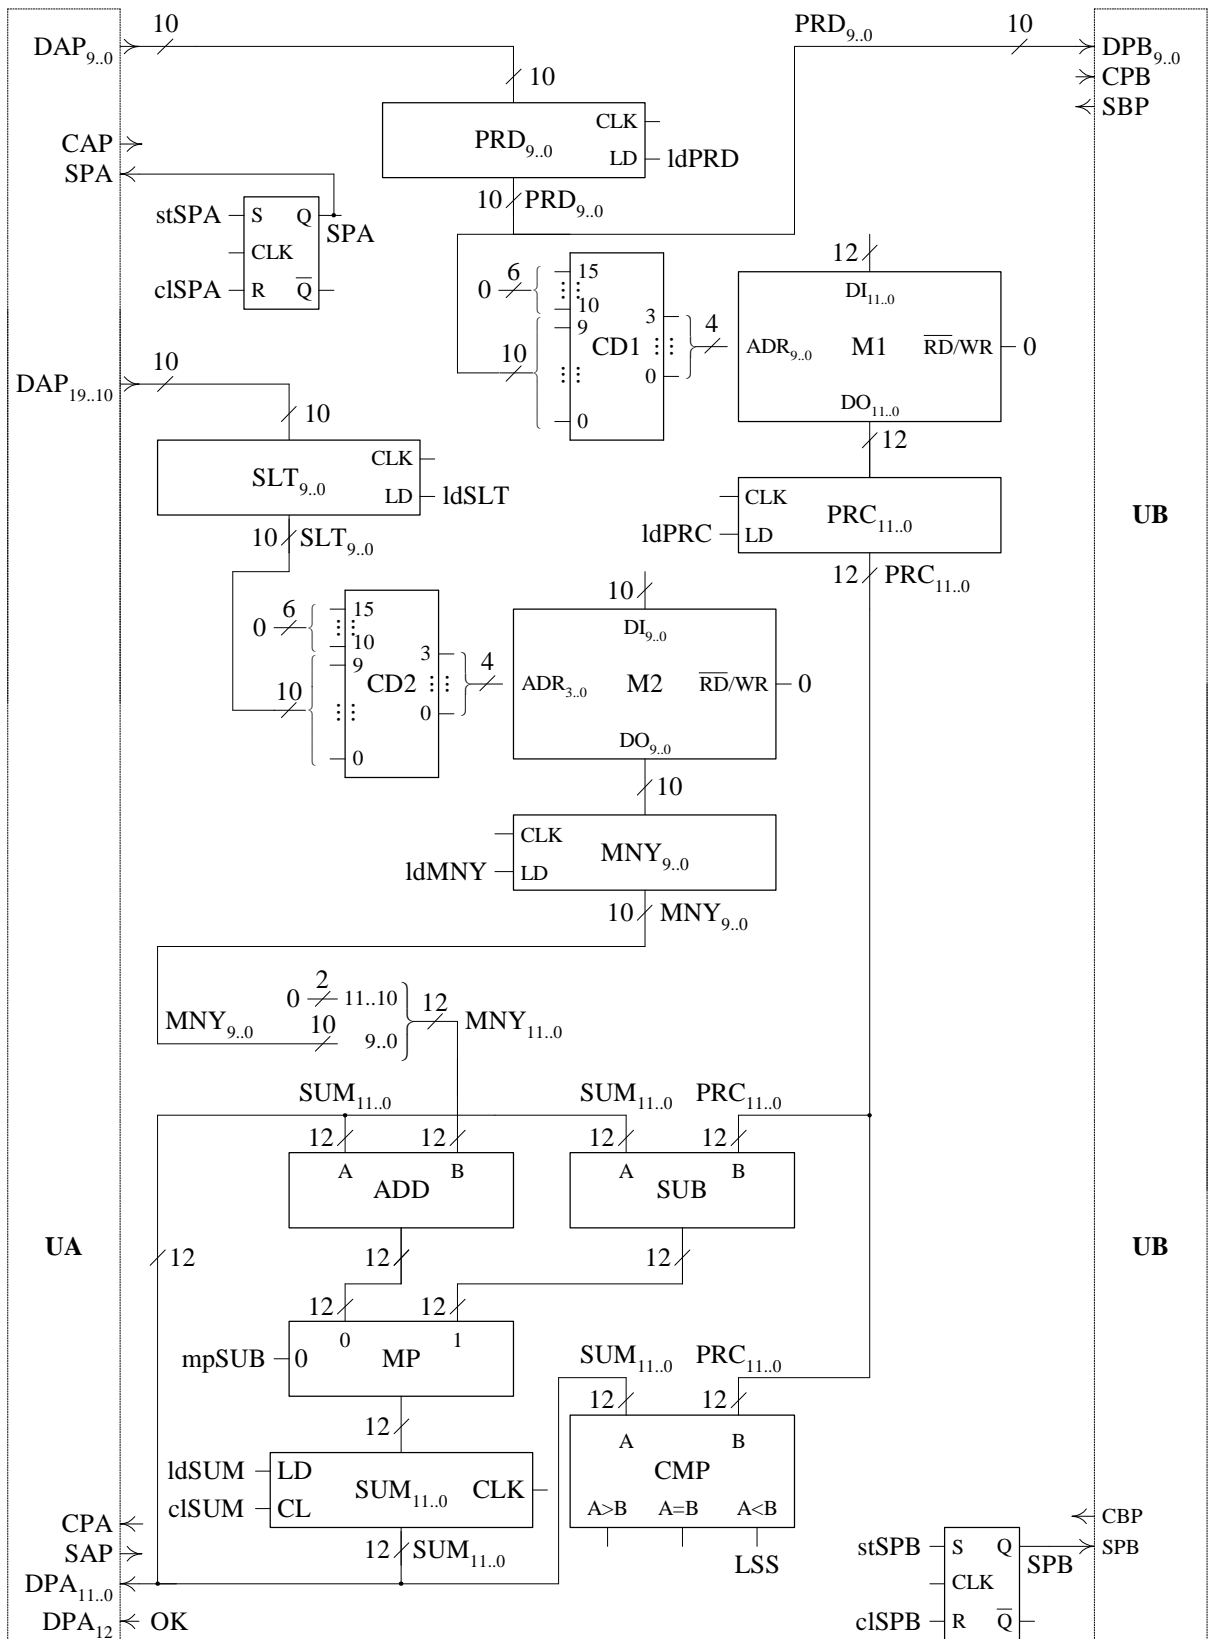 DAP9..0 10 PRD9..0 10 DPB9..0
CPB
SBP
10
CLK
PRD9..0
LD ldPRD
CAP
SPA
10 PRD9..0
stSPA S Q SPA
CLK
clSPA R Q
0 6 15 10 9 0
10
CD1
3 0 4
12
DI11..0
ADR9..0 M1 RD/WR 0
DO11..0
12
DAP19..10 10
10
CLK
SLT9..0
LD ldSLT
10 SLT9..0
CLK
ldPRC LD PRC11..0
12 PRC11..0
UB
0 6 15 10 9 0
10
CD2
3 0 4
10
DI9..0
ADR3..0 M2 RD/WR 0
DO9..0
10
CLK
ldMNY LD MNY9..0
10 MNY9..0
0 2 11..10
MNY9..0 10 9..0
12 MNY11..0
SUM11..0 SUM11..0 PRC11..0
12 12 12 12
A B A B
ADD SUB
UA 12 12 12 UB
12 12
0 1
mpSUB 0 MP
SUM11..0 PRC11..0
12 12 12
A B
CMP
A>B A=B A<B
LSS
ldSUM LD
clSUM CL SUM11..0 CLK
12 SUM11..0
CPA
SAP
DPA11..0
DPA12 OK
CBP
stSPB S Q SPB SPB
CLK
clSPB R Q